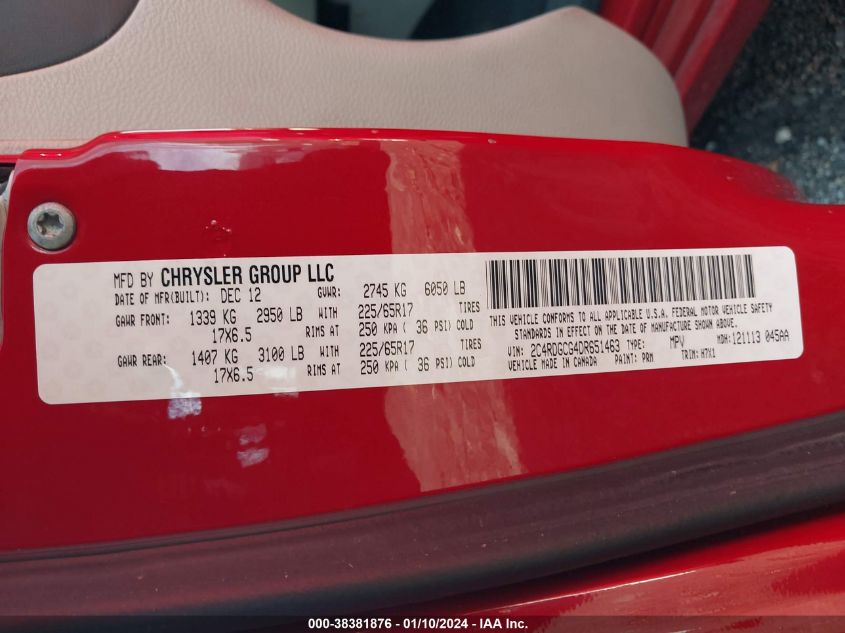 MFD BY CHRYSLER GROUP LLC
DATE OF MFR(BUILT): DEC 12 GVWR: 2745 KG 6050 LB
GAWR FRONT: 1339 KG 2950 LB WITH 225/65R17 TIRES
17X6.5 RIMS AT 250 KPA ( 36 PSI) COLD
GAWR REAR: 1407 KG 3100 LB WITH 225/65R17 TIRES
17X6.5 RIMS AT 250 KPA ( 36 PSI) COLD
THIS VEHICLE CONFORMS TO ALL APPLICABLE U.S.A. FEDERAL MOTOR VEHICLE SAFETY
STANDARDS IN EFFECT ON THE DATE OF MANUFACTURE SHOWN ABOVE.
VIN: 2C4RDGCG4DR651463 TYPE: MPV MDH: 121113 045AA
VEHICLE MADE IN CANADA PAINT: PRM TRIM: H7X1
000-38381876 - 01/10/2024 - IAA Inc.